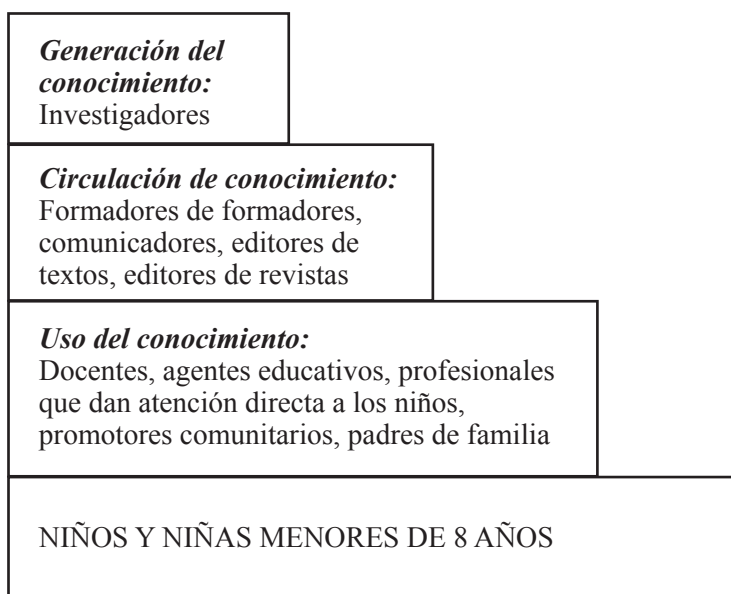 Generación del
conocimiento:
Investigadores
Circulación de conocimiento:
Formadores de formadores,
comunicadores, editores de
textos, editores de revistas
Uso del conocimiento:
Docentes, agentes educativos, profesionales
que dan atención directa a los niños,
promotores comunitarios, padres de familia
NIÑOS Y NIÑAS MENORES DE 8 AÑOS